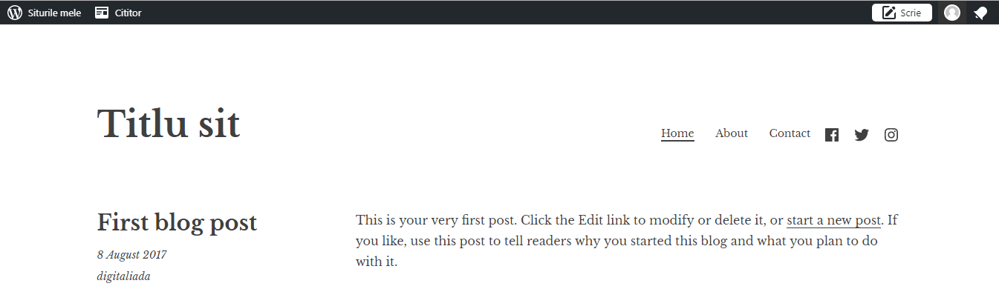 Siturile mele Cititor Scrie
Titlu sit
Home About Contact
First blog post
8 August 2017
digitaliada
This is your very first post. Click the Edit link to modify or delete it, or start a new post. If
you like, use this post to tell readers why you started this blog and what you plan to do
with it.